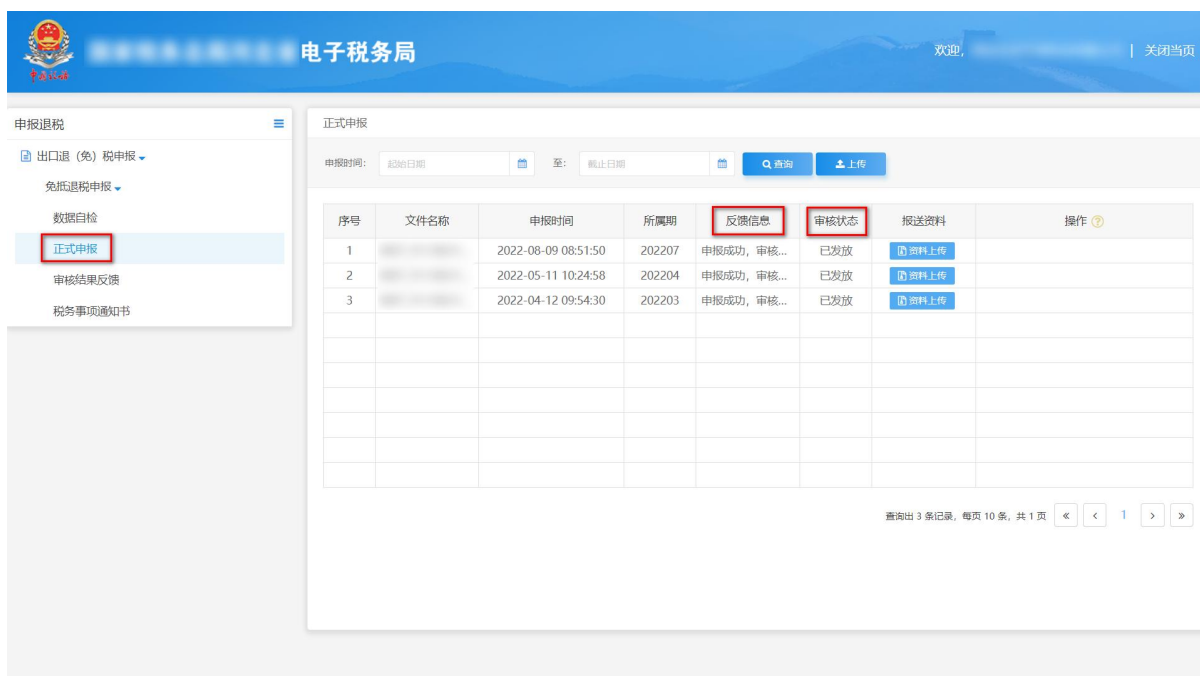 电子税务局
欢迎,
| 关闭当页
申报退税
出口退（免）税申报
免抵退税申报
数据自检
正式申报
审核结果反馈
税务事项通知书
正式申报
申报时间: 起始日期 至: 截止日期 查询 上传
序号 文件名称 申报时间 所属期 反馈信息 审核状态 报送资料 操作 ?
1 2022-08-09 08:51:50 202207 申报成功，审核... 已发放 资料上传
2 2022-05-11 10:24:58 202204 申报成功，审核... 已发放 资料上传
3 2022-04-12 09:54:30 202203 申报成功，审核... 已发放 资料上传
查询出 3 条记录, 每页 10 条, 共 1 页 « < 1 > »